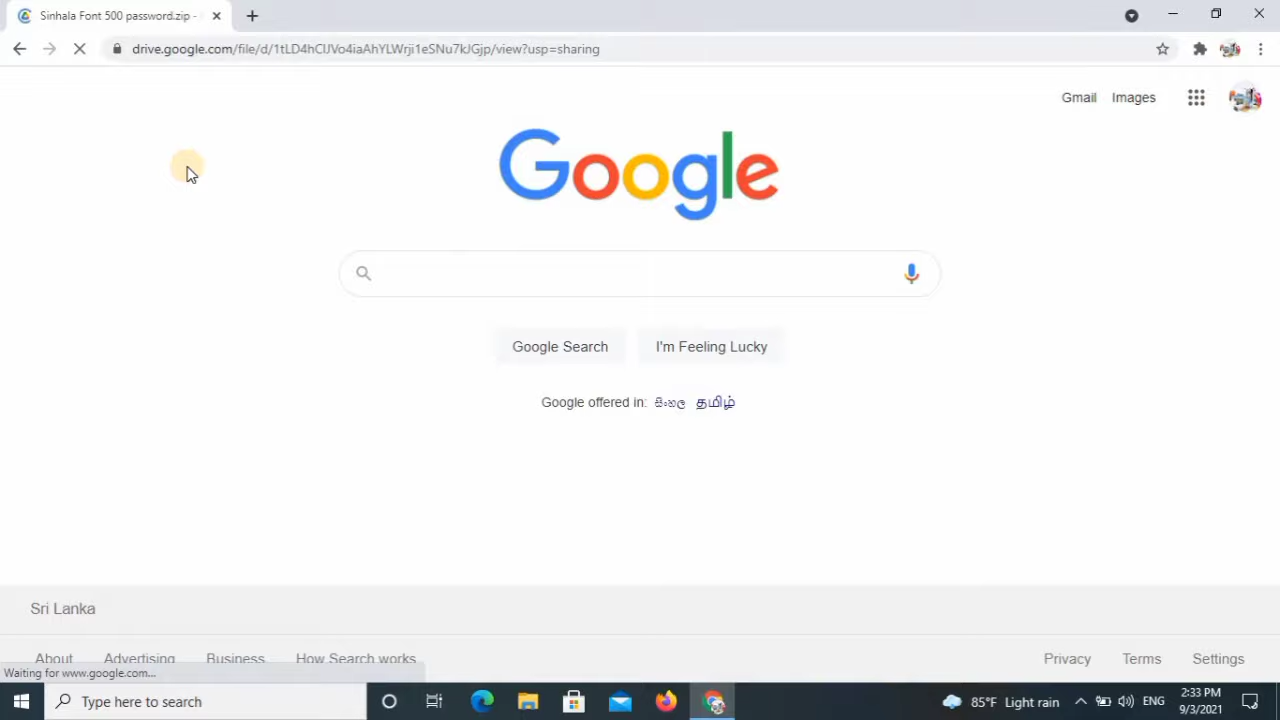 Sinhala Font 500 password.zip -
drive.google.com/file/d/1tLD4hClJVo4iaAhYLWrji1eSNu7kJGjp/view?usp=sharing
Gmail Images
Google
Google Search I'm Feeling Lucky
Google offered in: සිංහල தமிழ்
Sri Lanka
About Advertising Business How Search works Privacy Terms Settings
Waiting for www.google.com...
Type here to search
85°F Light rain
ENG
2:33 PM
9/3/2021